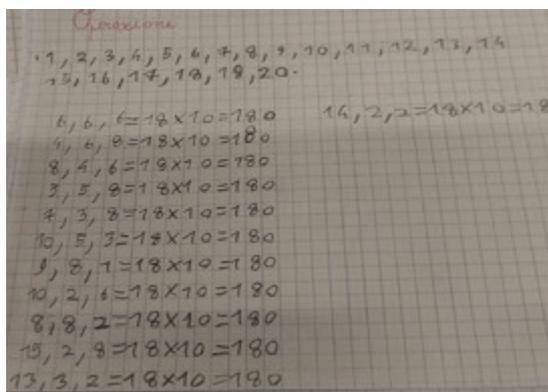 ·1, 2, 3, 4, 5, 6, 7, 8, 9, 10, 11, 12, 13, 14
15, 16, 17, 18, 19, 20.
6, 6, 6=18×10=180
4, 6, 8=18×10=180
8, 4, 6=18×10=180
5, 5, 8=18×10=180
7, 3, 8=18×10=180
10, 5, 3=18×10=180
9, 8, 1=18×10=180
10, 2, 6=18×10=180
8, 8, 2=18×10=180
15, 2, 8=18×10=180
13, 3, 2=18×10=180
14, 2, 2=18×10=18